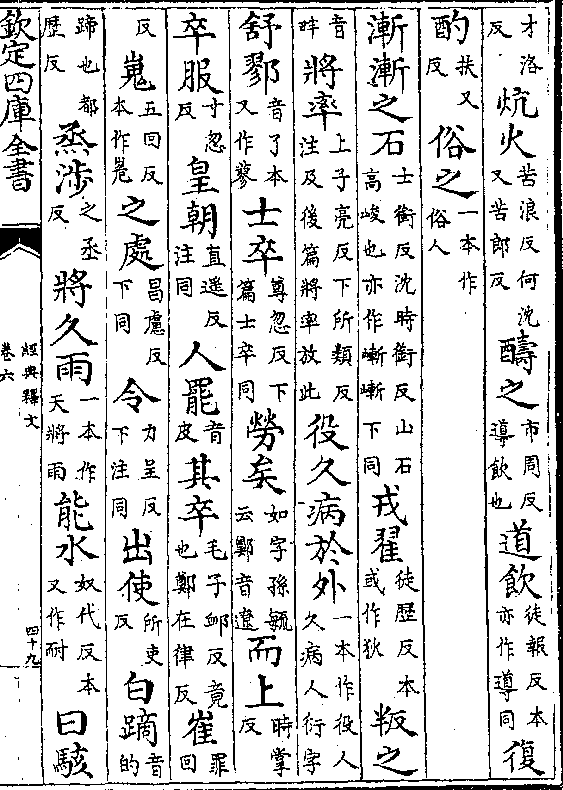 才洛反炕火苦浪反何沈又苦郎反醻之市周反導飲也道飲徒報反本亦作導同復
酌扶又反俗之一本作俗人
漸漸之石士銜反沈時銜反山石高峻也亦作嶃嶃下同戎翟徒歷反本或作狄叛之
音畔將率上子亮反下所類反注及後篇將率放此役久病於外一本作役人久病人衍字
舒鄝音了本又作蓼士卒尊忽反下篇士卒同勞矣如字孫毓云鄭音遼而上時掌反
卒服寸忽反皇朝直遥反注同人罷音皮其卒毛子䘏反竟也鄭在律反崔罪回
反嵬五回反本作嵬之處昌慮反下同令力呈反下注同出使所吏反白蹢音的
蹄也都歷反烝涉之丞反將久雨一本作天將雨能水奴代反本又作耐曰駭
欽定四庫全書
經典釋文
卷六
四十九